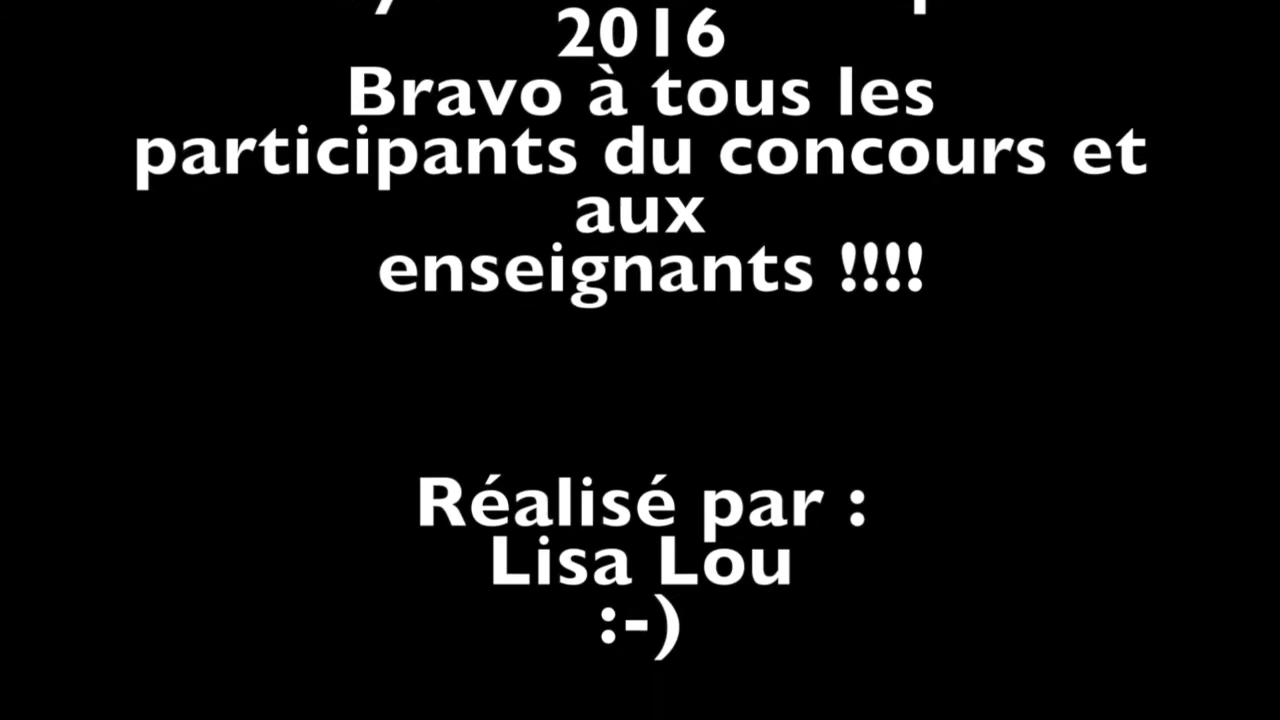 2016
Bravo à tous les
participants du concours et
aux
enseignants !!!!
Réalisé par :
Lisa Lou
:-)